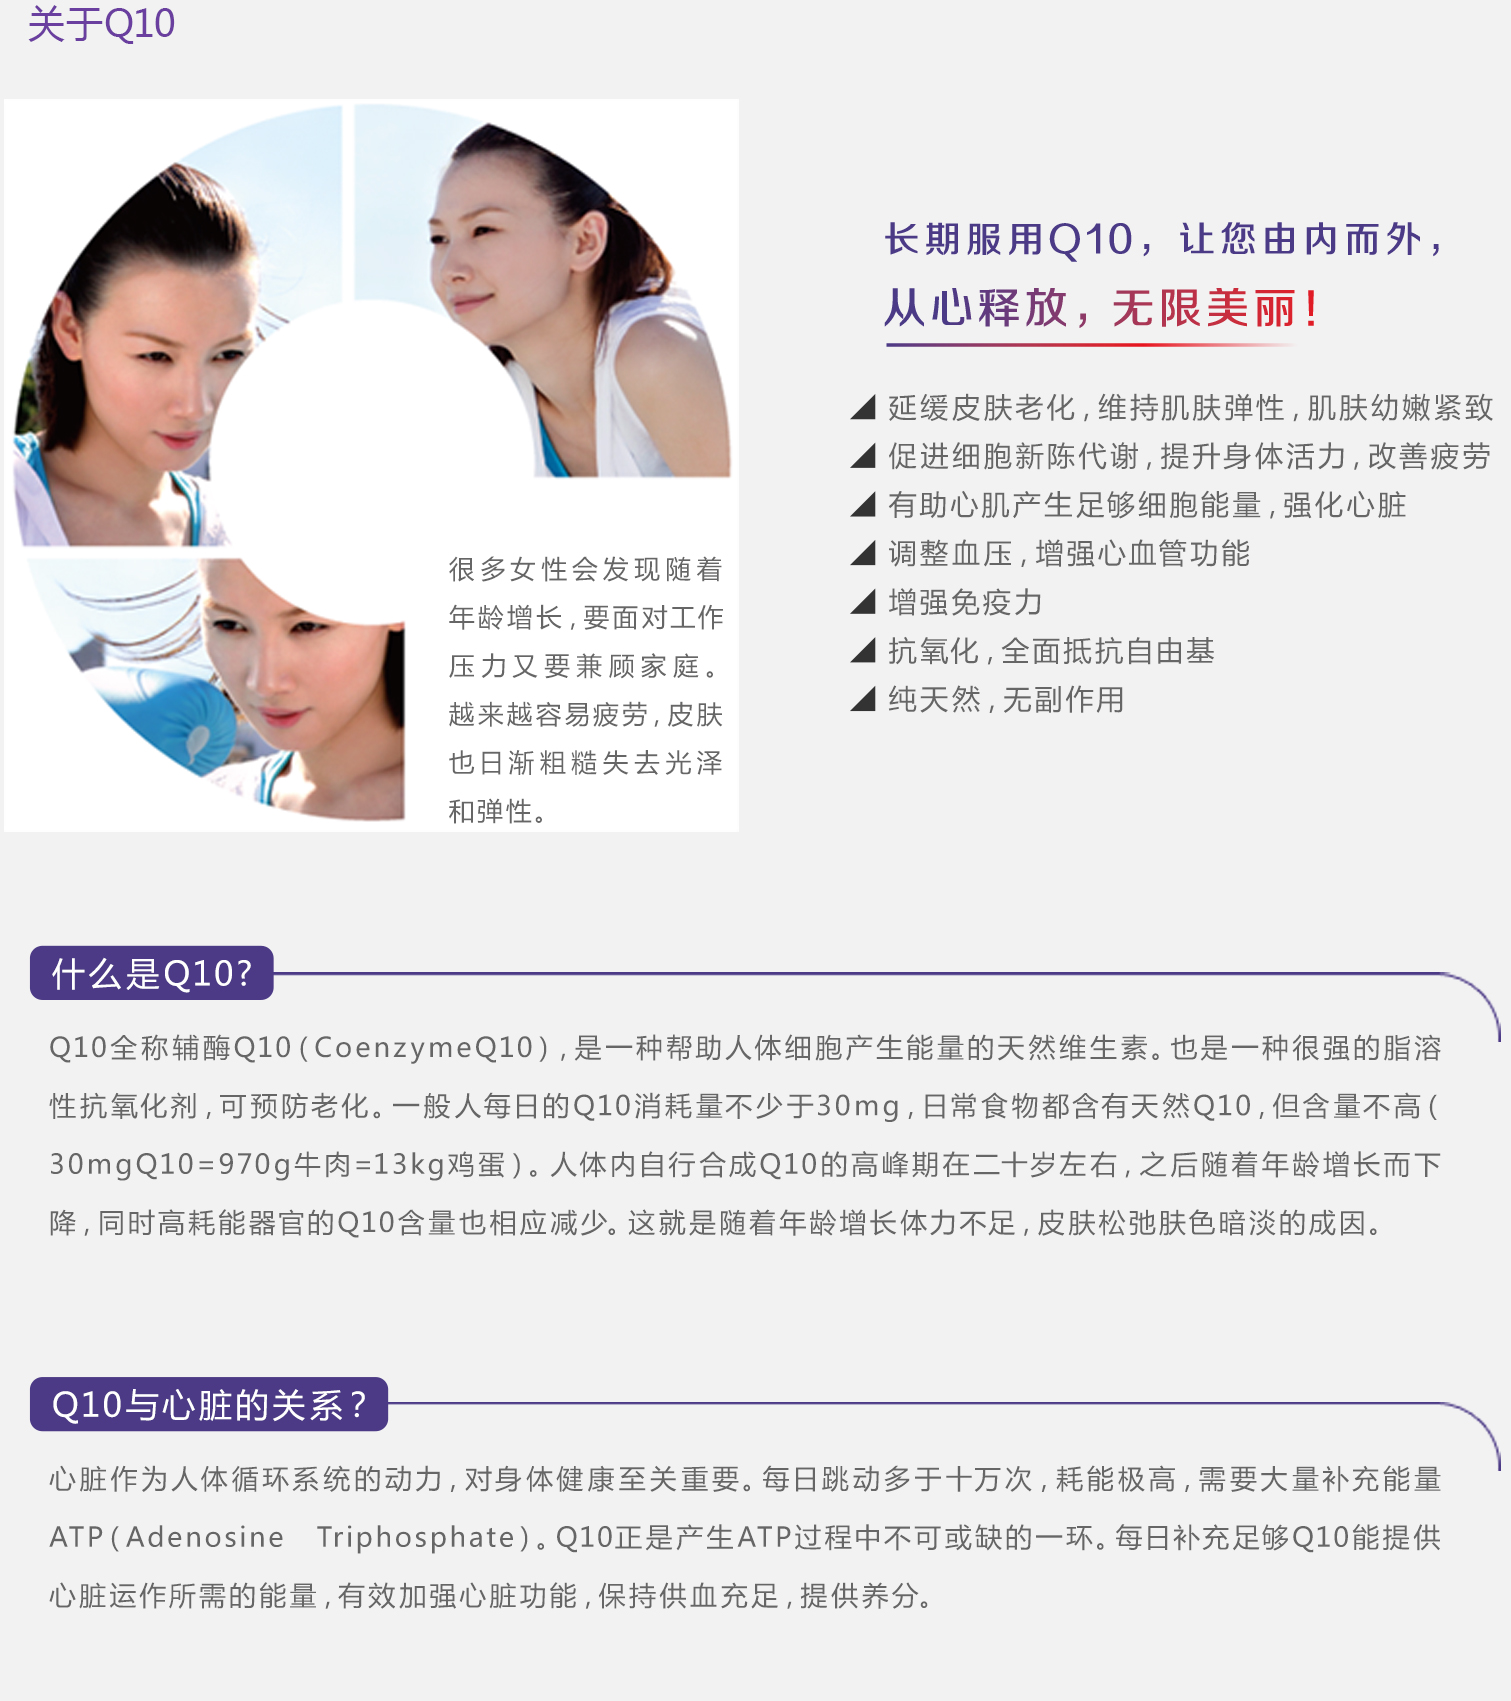 关于Q10
很多女性会发现随着
年龄增长,要面对工作
压力又要兼顾家庭。
越来越容易疲劳,皮肤
也日渐粗糙失去光泽
和弹性。
长期服用Q10，让您由内而外，
从心释放，无限美丽！
延缓皮肤老化,维持肌肤弹性,肌肤幼嫩紧致
促进细胞新陈代谢,提升身体活力,改善疲劳
有助心肌产生足够细胞能量,强化心脏
调整血压,增强心血管功能
增强免疫力
抗氧化,全面抵抗自由基
纯天然,无副作用
什么是Q10?
Q10全称辅酶Q10(CoenzymeQ10),是一种帮助人体细胞产生能量的天然维生素。也是一种很强的脂溶
性抗氧化剂,可预防老化。一般人每日的Q10消耗量不少于30mg,日常食物都含有天然Q10,但含量不高(
30mgQ10=970g牛肉=13kg鸡蛋)。人体内自行合成Q10的高峰期在二十岁左右,之后随着年龄增长而下
降,同时高耗能器官的Q10含量也相应减少。这就是随着年龄增长体力不足,皮肤松弛肤色暗淡的成因。
Q10与心脏的关系?
心脏作为人体循环系统的动力,对身体健康至关重要。每日跳动多于十万次,耗能极高,需要大量补充能量
ATP(Adenosine Triphosphate)。Q10正是产生ATP过程中不可或缺的一环。每日补充足够Q10能提供
心脏运作所需的能量,有效加强心脏功能,保持供血充足,提供养分。